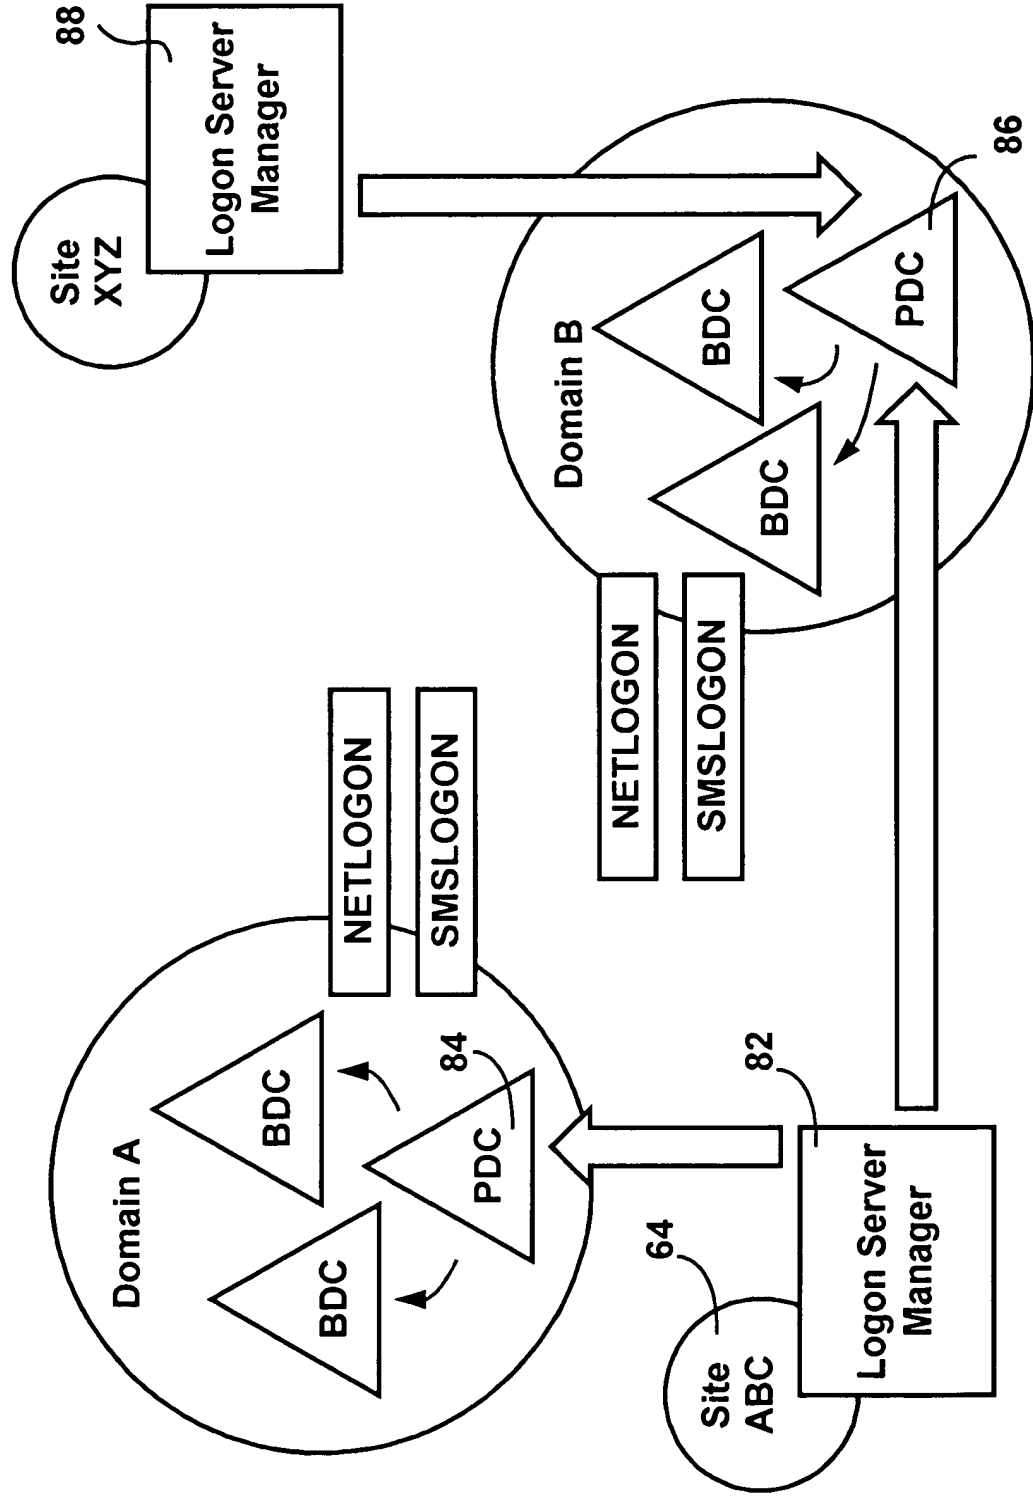 Domain A
BDC
BDC
PDC
84
NETLOGON
SMSLOGON
Site
ABC
64
Logon Server
Manager
82
Site
XYZ
88
Logon Server
Manager
Domain B
BDC
BDC
PDC
86
NETLOGON
SMSLOGON